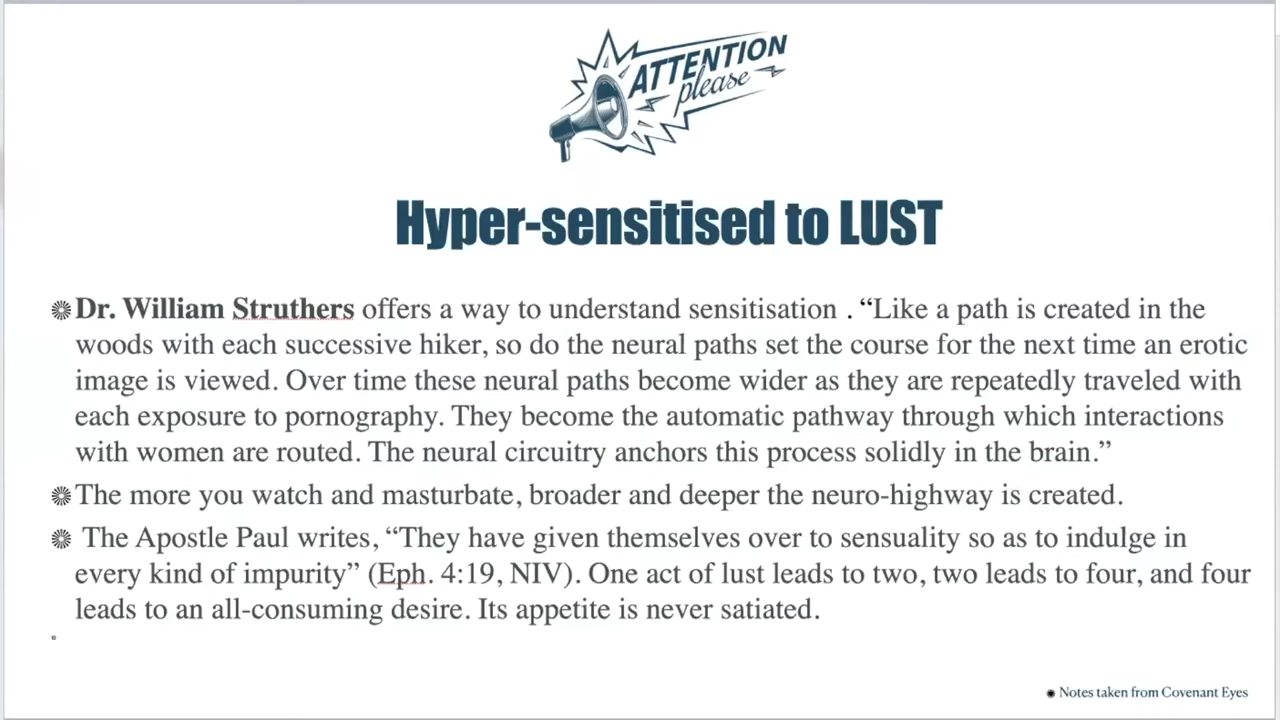 ATTENTION
please
Hyper-sensitised to LUST
Dr. William Struthers offers a way to understand sensitisation . “Like a path is created in the
woods with each successive hiker, so do the neural paths set the course for the next time an erotic
image is viewed. Over time these neural paths become wider as they are repeatedly traveled with
each exposure to pornography. They become the automatic pathway through which interactions
with women are routed. The neural circuitry anchors this process solidly in the brain.”
The more you watch and masturbate, broader and deeper the neuro-highway is created.
The Apostle Paul writes, “They have given themselves over to sensuality so as to indulge in
every kind of impurity” (Eph. 4:19, NIV). One act of lust leads to two, two leads to four, and four
leads to an all-consuming desire. Its appetite is never satiated.
Notes taken from Covenant Eyes